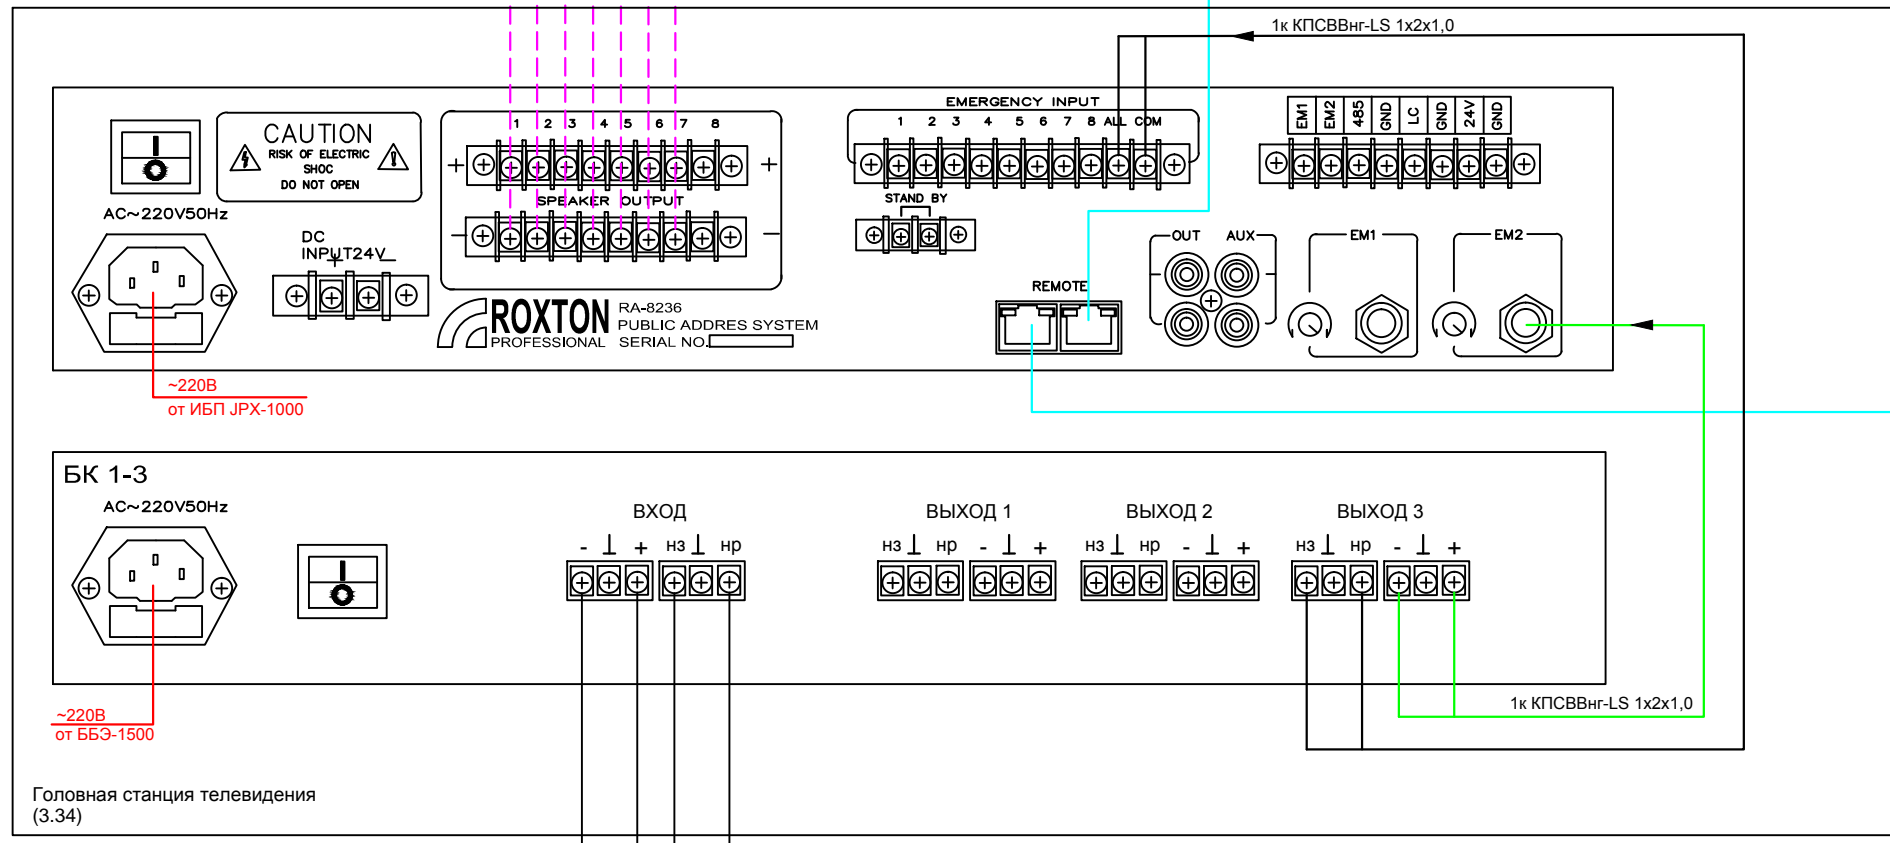 1к КПСВВнг-LS 1х2х1,0
CAUTION
RISK OF ELECTRIC
SHOC
DO NOT OPEN
AC~220V50Hz
DC
INPUT24V
+ −
1 2 3 4 5 6 7 8
+ +
SPEAKER OUTPUT
− −
ROXTON
PROFESSIONAL
RA-8236
PUBLIC ADDRES SYSTEM
SERIAL NO.
EMERGENCY INPUT
1 2 3 4 5 6 7 8 ALL COM
STAND BY
REMOTE
EM1 EM2 485 GND LC GND 24V GND
OUT AUX
EM1
EM2
~220В
от ИБП JPX-1000
БК 1-3
AC~220V50Hz
ВХОД
- ⊥ + нз ⊥ нр
ВЫХОД 1
нз ⊥ нр - ⊥ +
ВЫХОД 2
нз ⊥ нр - ⊥ +
ВЫХОД 3
нз ⊥ нр - ⊥ +
1к КПСВВнг-LS 1х2х1,0
~220В
от ББЭ-1500
Головная станция телевидения
(3.34)